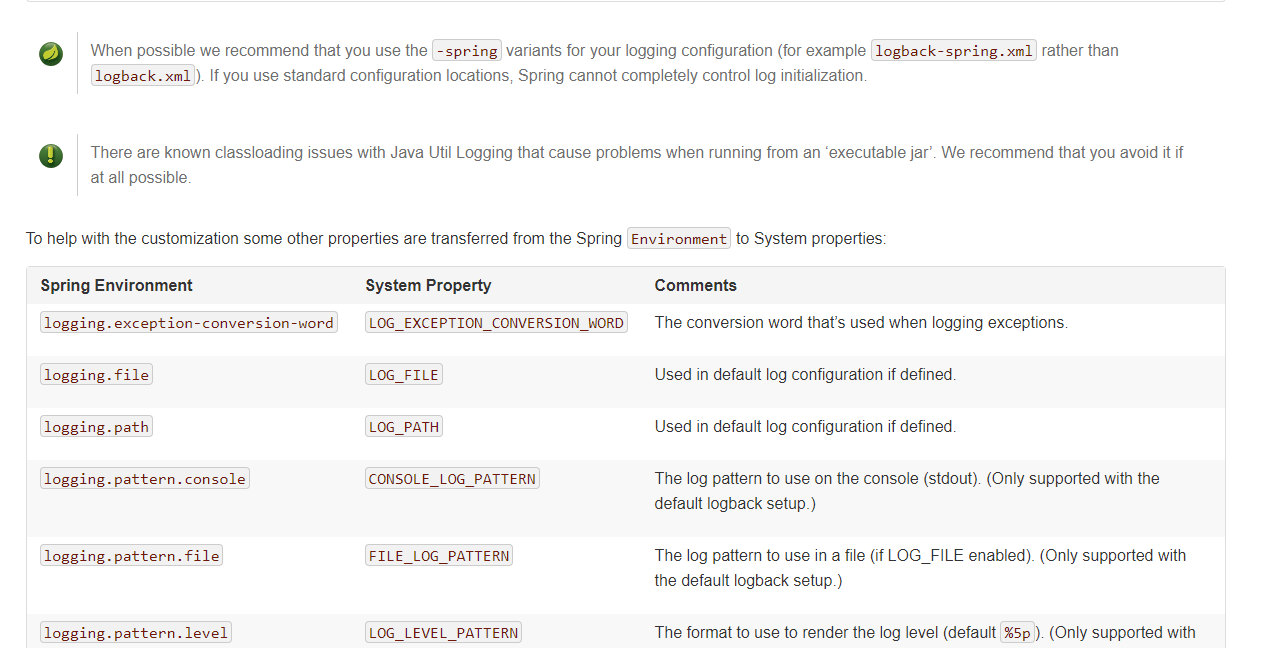 When possible we recommend that you use the -spring variants for your logging configuration (for example logback-spring.xml rather than
logback.xml). If you use standard configuration locations, Spring cannot completely control log initialization.
There are known classloading issues with Java Util Logging that cause problems when running from an ‘executable jar’. We recommend that you avoid it if
at all possible.
To help with the customization some other properties are transferred from the Spring Environment to System properties:
Spring Environment System Property Comments
logging.exception-conversion-word LOG_EXCEPTION_CONVERSION_WORD The conversion word that’s used when logging exceptions.
logging.file LOG_FILE Used in default log configuration if defined.
logging.path LOG_PATH Used in default log configuration if defined.
logging.pattern.console CONSOLE_LOG_PATTERN The log pattern to use on the console (stdout). (Only supported with the
default logback setup.)
logging.pattern.file FILE_LOG_PATTERN The log pattern to use in a file (if LOG_FILE enabled). (Only supported with
the default logback setup.)
logging.pattern.level LOG_LEVEL_PATTERN The format to use to render the log level (default %5p). (Only supported with